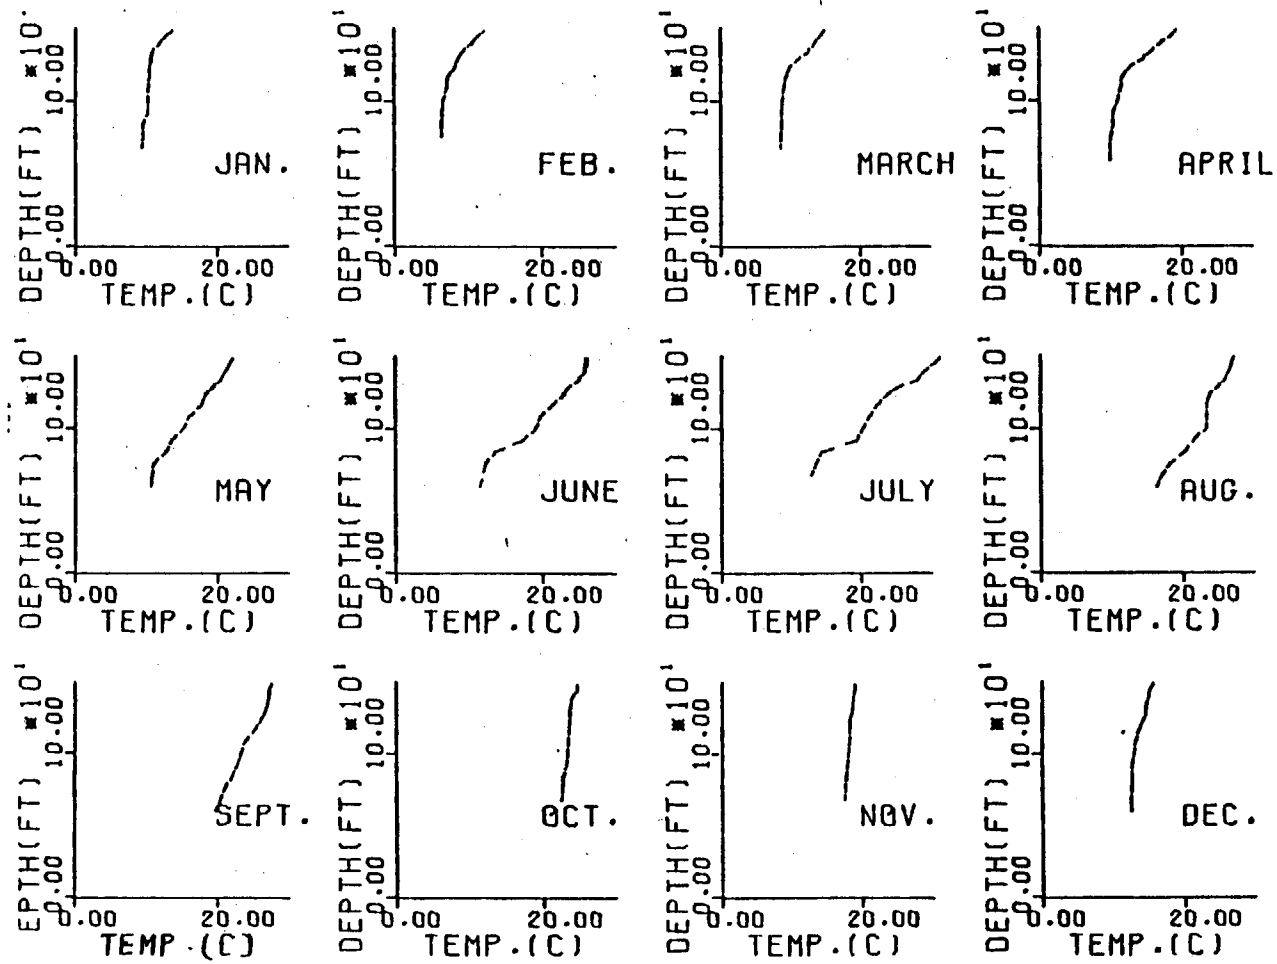 DEPTH(FT) *10¹
10.00
0.00
0.00 20.00
TEMP.(C)
JAN.
DEPTH(FT) *10¹
10.00
0.00
0.00 20.00
TEMP.(C)
FEB.
DEPTH(FT) *10¹
10.00
0.00
0.00 20.00
TEMP.(C)
MARCH
DEPTH(FT) *10¹
10.00
0.00
0.00 20.00
TEMP.(C)
APRIL
DEPTH(FT) *10¹
10.00
0.00
0.00 20.00
TEMP.(C)
MAY
DEPTH(FT) *10¹
10.00
0.00
0.00 20.00
TEMP.(C)
JUNE
DEPTH(FT) *10¹
10.00
0.00
0.00 20.00
TEMP.(C)
JULY
DEPTH(FT) *10¹
10.00
0.00
0.00 20.00
TEMP.(C)
AUG.
EPTH(FT) *10¹
10.00
0.00
0.00 20.00
TEMP.(C)
SEPT.
DEPTH(FT) *10¹
10.00
0.00
0.00 20.00
TEMP.(C)
OCT.
DEPTH(FT) *10¹
10.00
0.00
0.00 20.00
TEMP.(C)
NOV.
DEPTH(FT) *10¹
10.00
0.00
0.00 20.00
TEMP.(C)
DEC.